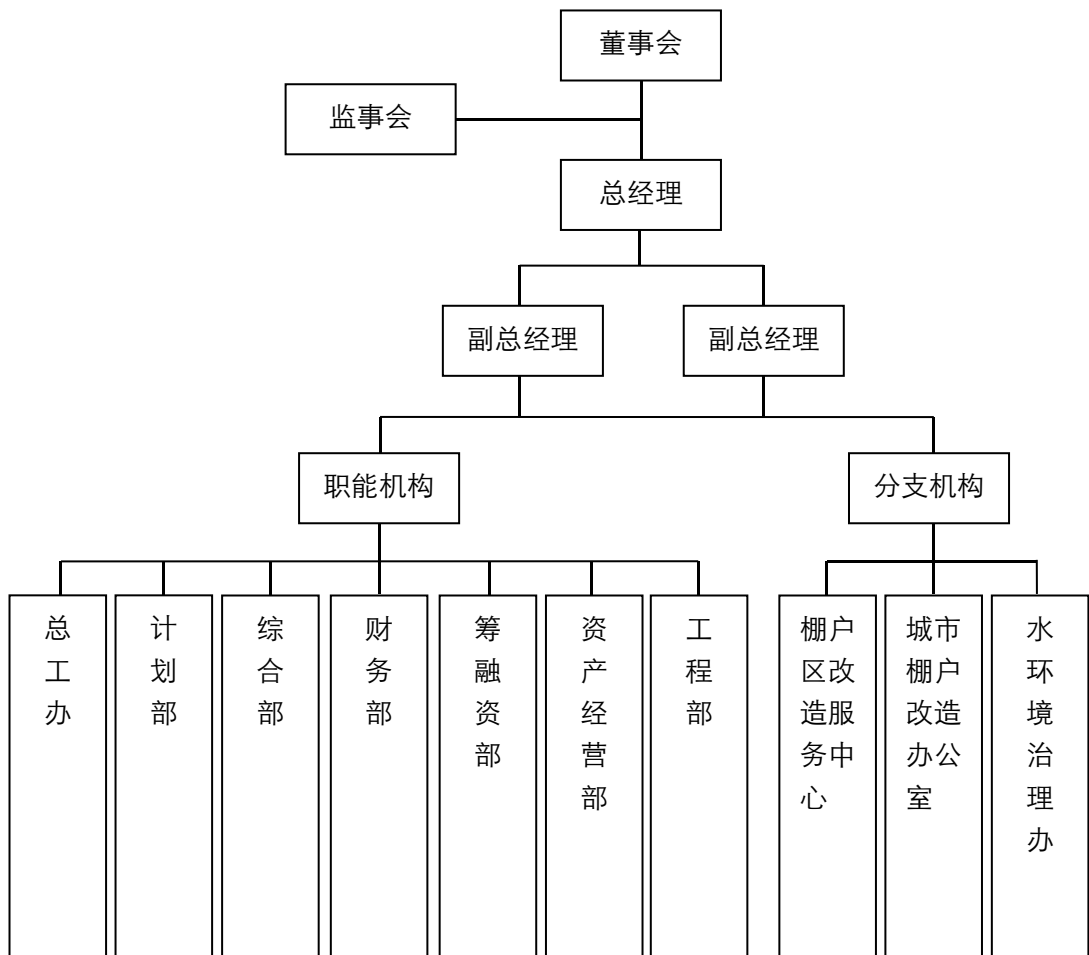 董事会
监事会
总经理
副总经理
副总经理
职能机构
分支机构
总工办
计划部
综合部
财务部
筹融资部
资产经营部
工程部
棚户
区改
造服
务中
心
城市
棚户
改造
办公
室
水环境治理办